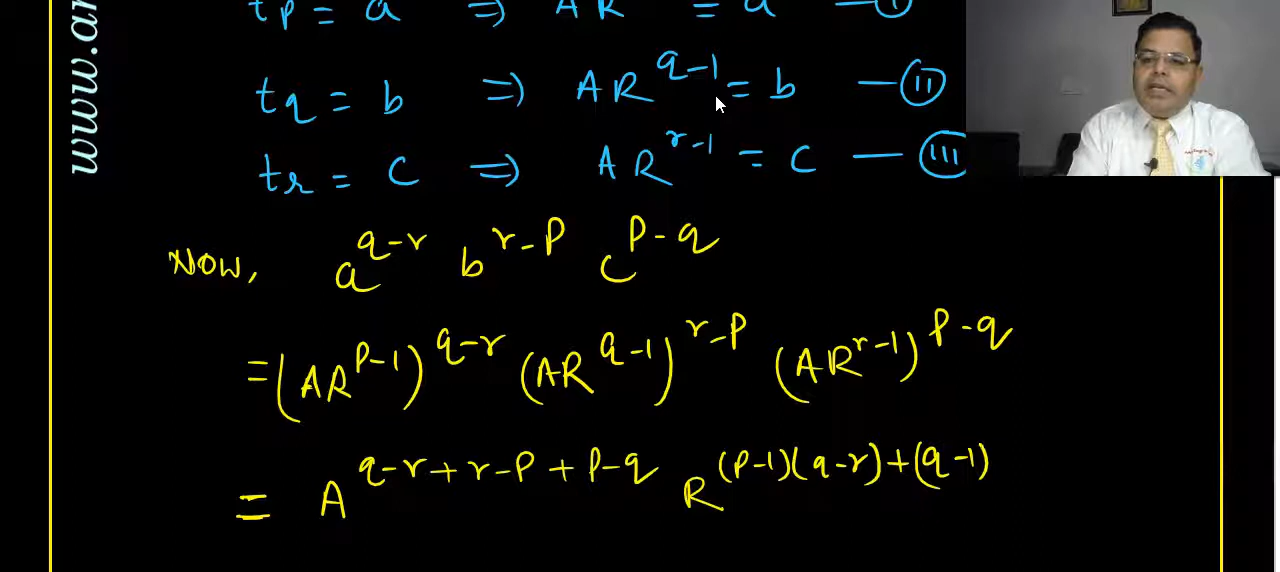 tp = a ⇒ AR = a — (I)
tq = b ⇒ AR^(q-1) = b — (II)
tr = c ⇒ AR^(r-1) = c — (III)
Now, a^(q-r) b^(r-p) c^(p-q)
= (AR^(p-1))^(q-r) (AR^(q-1))^(r-p) (AR^(r-1))^(p-q)
= A^(q-r+r-p+p-q) R^((p-1)(q-r)+(q-1))
www.a